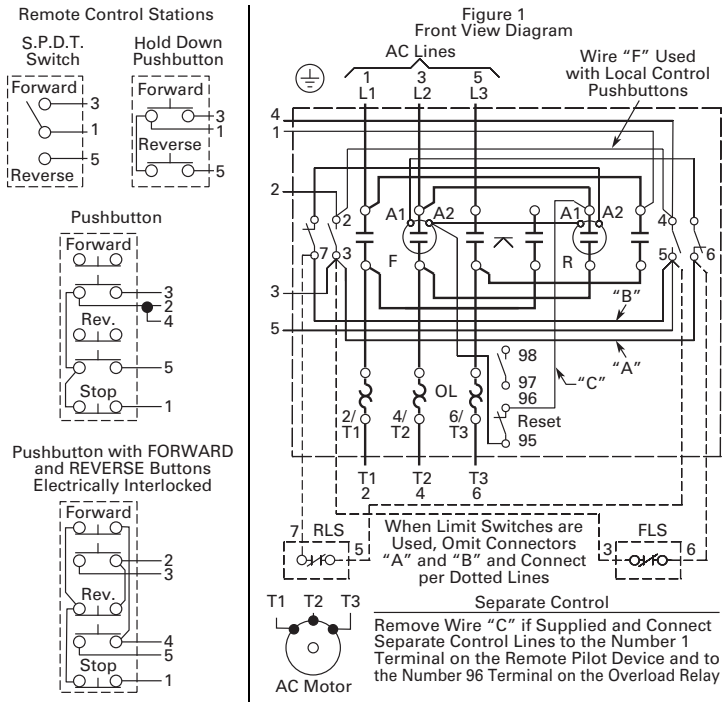 Remote Control Stations
S.P.D.T.
Switch
Forward
3
1
5
Reverse
Hold Down
Pushbutton
Forward
3
1
Reverse
5
Pushbutton
Forward
3
2
4
Rev.
5
Stop
1
Pushbutton with FORWARD
and REVERSE Buttons
Electrically Interlocked
Forward
2
3
Rev.
4
5
Stop
1
Figure 1
Front View Diagram
AC Lines
1 3 5
L1 L2 L3
Wire “F” Used
with Local Control
Pushbuttons
4
1
2
2 A1 A2 A1 A2 4
7 3 F R 5 6
3
5
“B”
“A”
“C”
98
97
96
Reset
95
OL
2/ 4/ 6/
T1 T2 T3
T1 T2 T3
2 4 6
7 RLS 5
When Limit Switches are
Used, Omit Connectors
“A” and “B” and Connect
per Dotted Lines
3 FLS 6
T1 T2 T3
AC Motor
Separate Control
Remove Wire “C” if Supplied and Connect
Separate Control Lines to the Number 1
Terminal on the Remote Pilot Device and to
the Number 96 Terminal on the Overload Relay